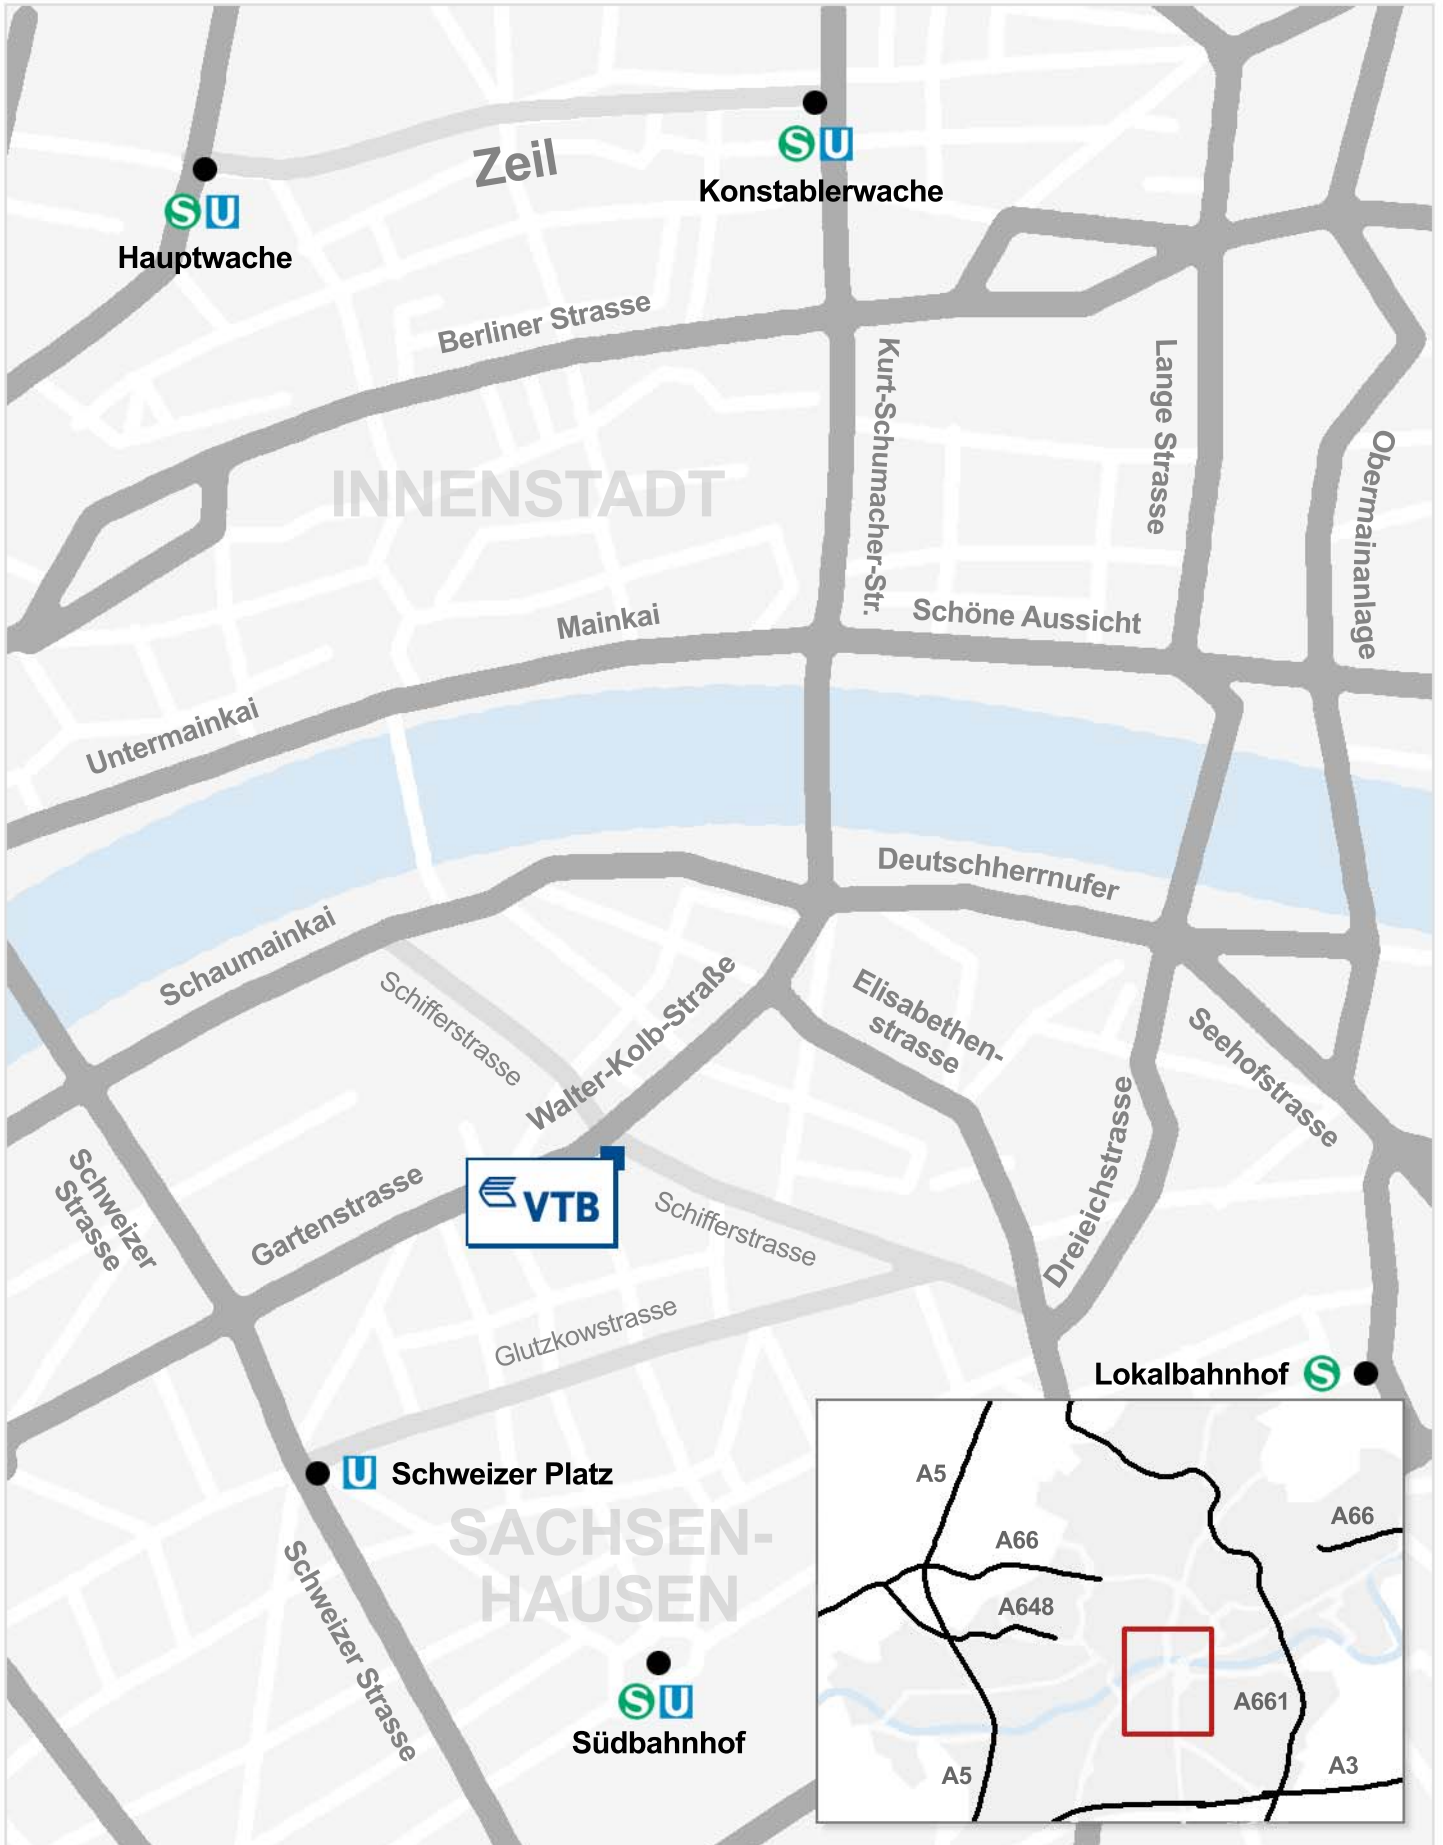 Zeil
S U
Konstablerwache
S U
Hauptwache
Berliner Strasse
Kurt-Schumacher-Str.
Lange Strasse
Obermainanlage
INNENSTADT
Mainkai
Schöne Aussicht
Untermainkai
Deutschherrnufer
Schaumainkai
Schifferstrasse
Walter-Kolb-Straße
Elisabethen-
strasse
Seehofstrasse
Dreieichstrasse
Schweizer
Strasse
Gartenstrasse
VTB
Schifferstrasse
Glutzkowstrasse
Lokalbahnhof S
U Schweizer Platz
SACHSEN-
HAUSEN
Schweizer Strasse
S U
Südbahnhof
A5
A66
A66
A648
A661
A5
A3